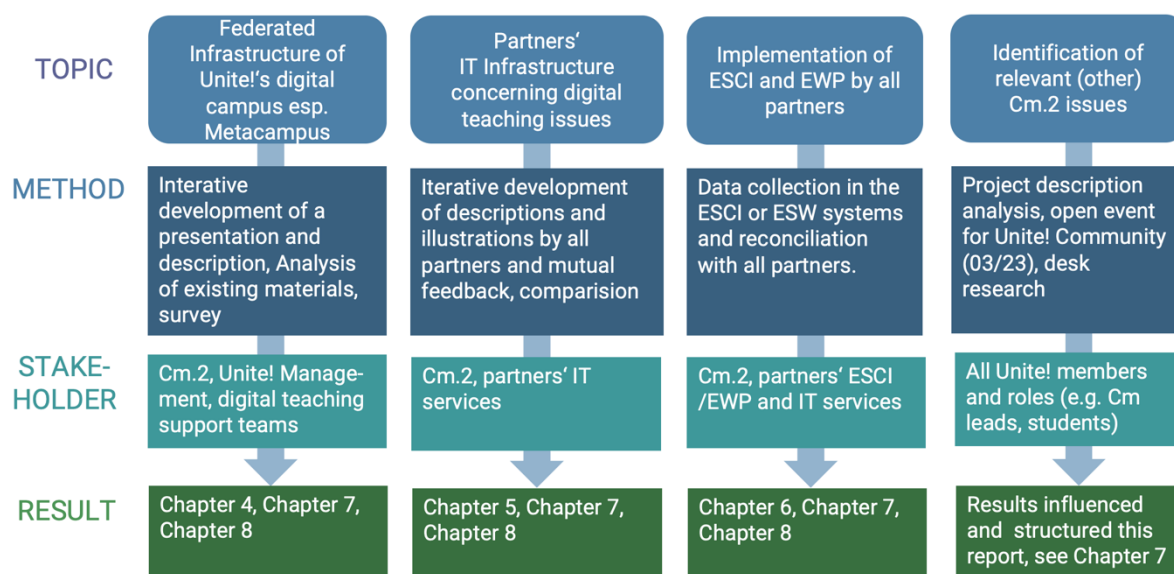 TOPIC
Federated
Infrastructure of
Unite!‘s digital
campus esp.
Metacampus
Partners‘
IT Infrastructure
concerning digital
teaching issues
Implementation of
ESCI and EWP by all
partners
Identification of
relevant (other)
Cm.2 issues
METHOD
Interative
development of a
presentation and
description, Analysis
of existing materials,
survey
Iterative development
of descriptions and
illustrations by all
partners and mutual
feedback, comparision
Data collection in the
ESCI or ESW systems
and reconciliation
with all partners.
Project description
analysis, open event
for Unite! Community
(03/23), desk
research
STAKE-
HOLDER
Cm.2, Unite! Manage-
ment, digital teaching
support teams
Cm.2, partners‘ IT
services
Cm.2, partners‘ ESCI
/EWP and IT services
All Unite! members
and roles (e.g. Cm
leads, students)
RESULT
Chapter 4, Chapter 7,
Chapter 8
Chapter 5, Chapter 7,
Chapter 8
Chapter 6, Chapter 7,
Chapter 8
Results influenced
and structured this
report, see Chapter 7